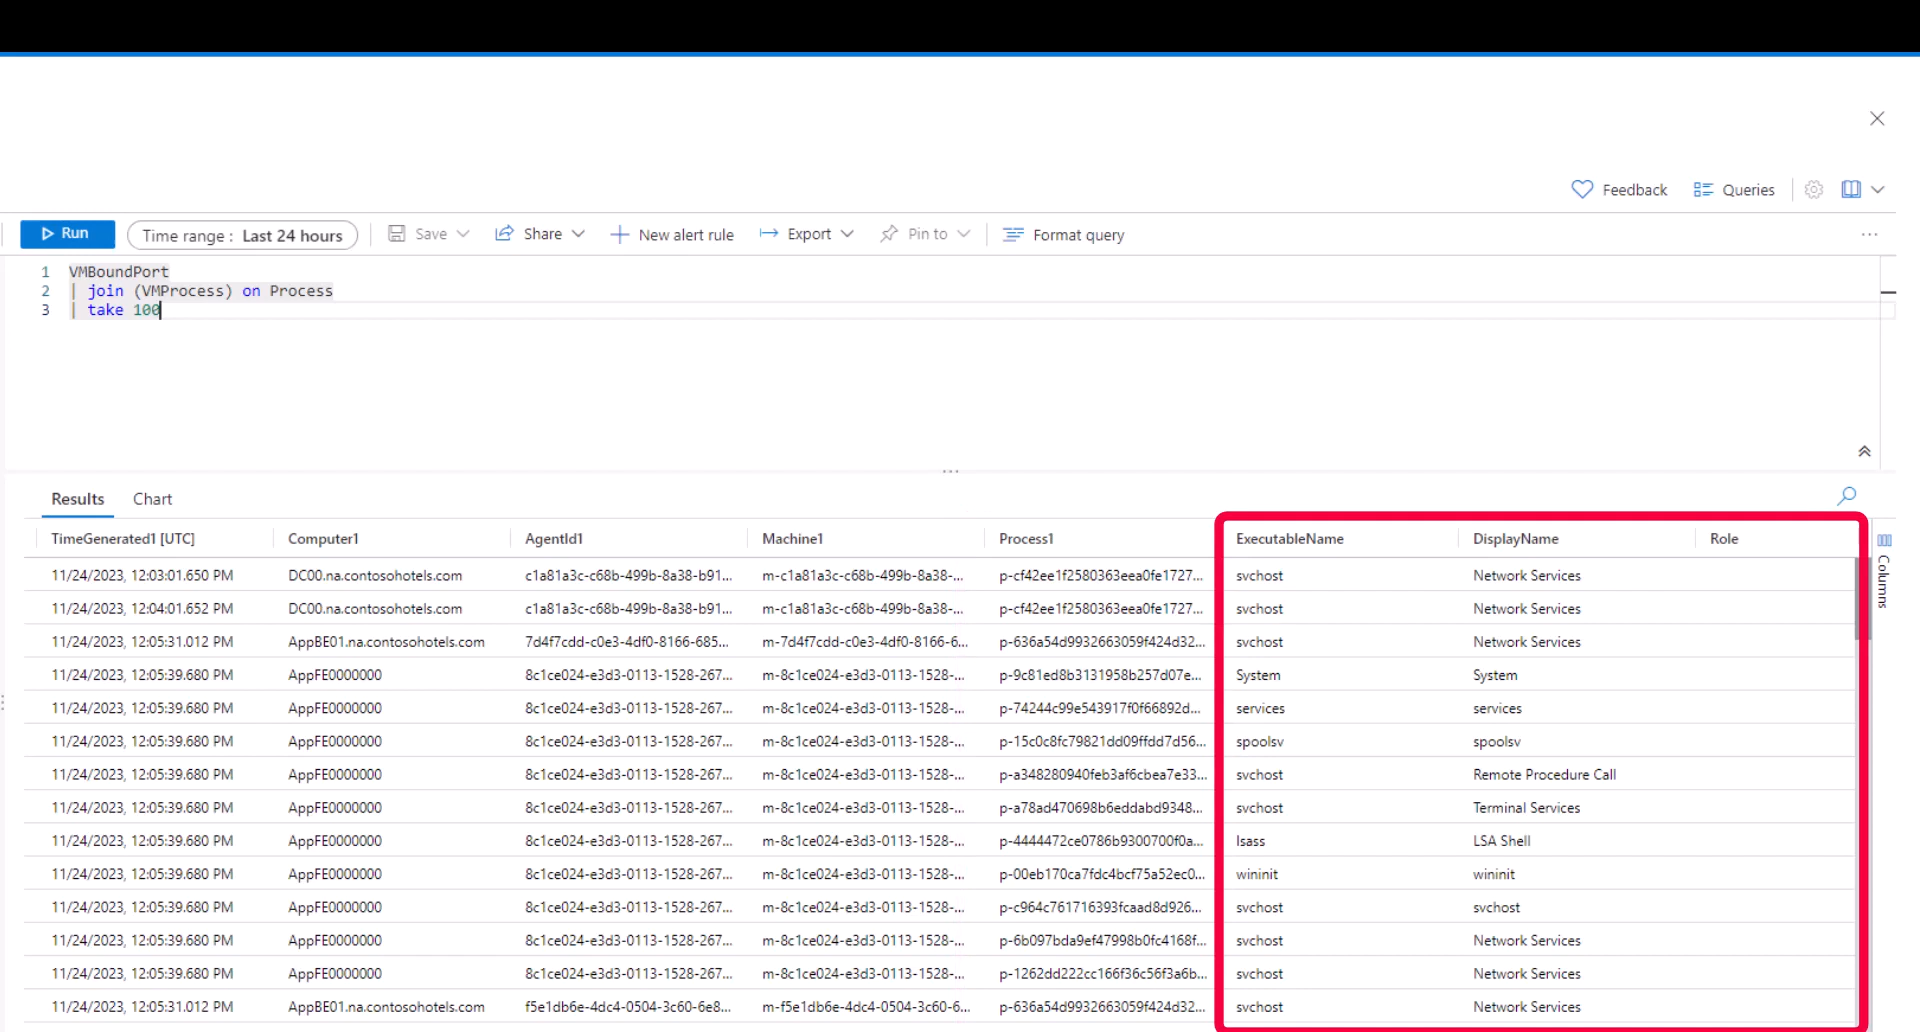 Feedback Queries
Run Time range : Last 24 hours Save Share New alert rule Export Pin to Format query
1 VMBoundPort
2 | join (VMProcess) on Process
3 | take 100
Results Chart
TimeGenerated1 [UTC] Computer1 AgentId1 Machine1 Process1 ExecutableName DisplayName Role
Columns
11/24/2023, 12:03:01.650 PM DC00.na.contosohotels.com c1a81a3c-c68b-499b-8a38-b91... m-c1a81a3c-c68b-499b-8a38-... p-cf42ee1f2580363eea0fe1727... svchost Network Services
11/24/2023, 12:04:01.652 PM DC00.na.contosohotels.com c1a81a3c-c68b-499b-8a38-b91... m-c1a81a3c-c68b-499b-8a38-... p-cf42ee1f2580363eea0fe1727... svchost Network Services
11/24/2023, 12:05:31.012 PM AppBE01.na.contosohotels.com 7d4f7cdd-c0e3-4df0-8166-685... m-7d4f7cdd-c0e3-4df0-8166-6... p-636a54d9932663059f424d32... svchost Network Services
11/24/2023, 12:05:39.680 PM AppFE0000000 8c1ce024-e3d3-0113-1528-267... m-8c1ce024-e3d3-0113-1528-... p-9c81ed8b3131958b257d07e... System System
11/24/2023, 12:05:39.680 PM AppFE0000000 8c1ce024-e3d3-0113-1528-267... m-8c1ce024-e3d3-0113-1528-... p-74244c99e543917f0f66892d... services services
11/24/2023, 12:05:39.680 PM AppFE0000000 8c1ce024-e3d3-0113-1528-267... m-8c1ce024-e3d3-0113-1528-... p-15c0c8fc79821dd09ffdd7d56... spoolsv spoolsv
11/24/2023, 12:05:39.680 PM AppFE0000000 8c1ce024-e3d3-0113-1528-267... m-8c1ce024-e3d3-0113-1528-... p-a348280940feb3af6cbea7e33... svchost Remote Procedure Call
11/24/2023, 12:05:39.680 PM AppFE0000000 8c1ce024-e3d3-0113-1528-267... m-8c1ce024-e3d3-0113-1528-... p-a78ad470698b6eddabd9348... svchost Terminal Services
11/24/2023, 12:05:39.680 PM AppFE0000000 8c1ce024-e3d3-0113-1528-267... m-8c1ce024-e3d3-0113-1528-... p-4444472ce0786b9300700f0a... lsass LSA Shell
11/24/2023, 12:05:39.680 PM AppFE0000000 8c1ce024-e3d3-0113-1528-267... m-8c1ce024-e3d3-0113-1528-... p-00eb170ca7fdc4bcf75a52ec0... wininit wininit
11/24/2023, 12:05:39.680 PM AppFE0000000 8c1ce024-e3d3-0113-1528-267... m-8c1ce024-e3d3-0113-1528-... p-c964c761716393fcaad8d926... svchost svchost
11/24/2023, 12:05:39.680 PM AppFE0000000 8c1ce024-e3d3-0113-1528-267... m-8c1ce024-e3d3-0113-1528-... p-6b097bda9ef47998b0fc4168f... svchost Network Services
11/24/2023, 12:05:39.680 PM AppFE0000000 8c1ce024-e3d3-0113-1528-267... m-8c1ce024-e3d3-0113-1528-... p-1262dd222cc166f36c56f3a6b... svchost Network Services
11/24/2023, 12:05:31.012 PM AppBE01.na.contosohotels.com f5e1db6e-4dc4-0504-3c60-6e8... m-f5e1db6e-4dc4-0504-3c60-6... p-636a54d9932663059f424d32... svchost Network Services